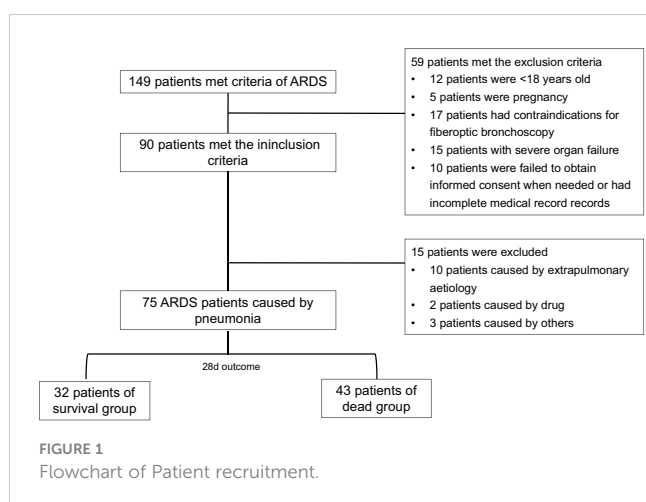 149 patients met criteria of ARDS
59 patients met the exclusion criteria
• 12 patients were <18 years old
• 5 patients were pregnancy
• 17 patients had contraindications for
fiberoptic bronchoscopy
• 15 patients with severe organ failure
• 10 patients were failed to obtain
informed consent when needed or had
incomplete medical record records
90 patients met the ininclusion
criteria
15 patients were excluded
• 10 patients caused by extrapulmonary
aetiology
• 2 patients caused by drug
• 3 patients caused by others
75 ARDS patients caused by
pneumonia
28d outcome
32 patients of
survival group
43 patients of
dead group
FIGURE 1
Flowchart of Patient recruitment.